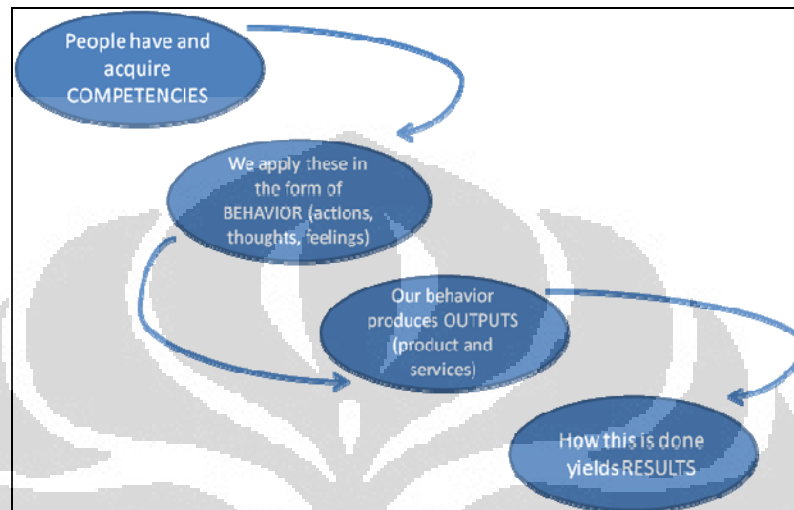 People have and
acquire
COMPETENCIES
We apply these in
the form of
BEHAVIOR (actions,
thoughts, feelings)
Our behavior
produces OUTPUTS
(product and
services)
How this is done
yields RESULTS